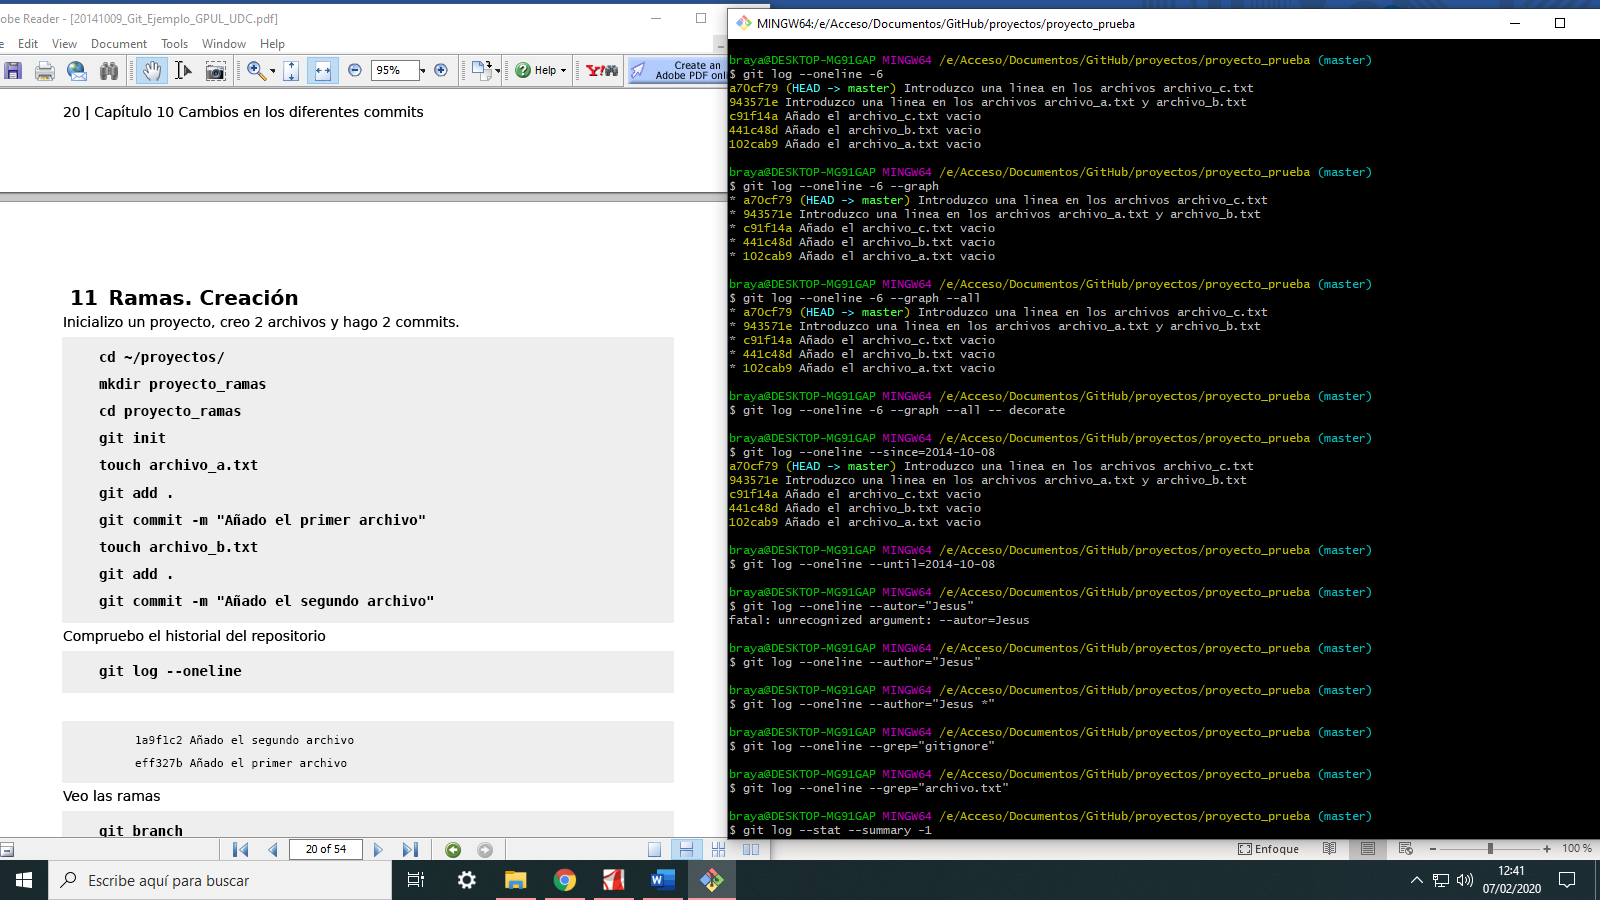 obe Reader - [20141009_Git_Ejemplo_GPUL_UDC.pdf]
e Edit View Document Tools Window Help
95%
Help
Y!
Create an
Adobe PDF onli
20 | Capítulo 10 Cambios en los diferentes commits
11 Ramas. Creación
Inicializo un proyecto, creo 2 archivos y hago 2 commits.
cd ~/proyectos/
mkdir proyecto_ramas
cd proyecto_ramas
git init
touch archivo_a.txt
git add .
git commit -m "Añado el primer archivo"
touch archivo_b.txt
git add .
git commit -m "Añado el segundo archivo"
Compruebo el historial del repositorio
git log --oneline
1a9f1c2 Añado el segundo archivo
eff327b Añado el primer archivo
Veo las ramas
git branch
20 of 54
MINGW64:/e/Acceso/Documentos/GitHub/proyectos/proyecto_prueba
braya@DESKTOP-MG91GAP MINGW64 /e/Acceso/Documentos/GitHub/proyectos/proyecto_prueba (master)
$ git log --oneline -6
a70cf79 (HEAD -> master) Introduzco una linea en los archivos archivo_c.txt
943571e Introduzco una linea en los archivos archivo_a.txt y archivo_b.txt
c91f14a Añado el archivo_c.txt vacio
441c48d Añado el archivo_b.txt vacio
102cab9 Añado el archivo_a.txt vacio
braya@DESKTOP-MG91GAP MINGW64 /e/Acceso/Documentos/GitHub/proyectos/proyecto_prueba (master)
$ git log --oneline -6 --graph
* a70cf79 (HEAD -> master) Introduzco una linea en los archivos archivo_c.txt
* 943571e Introduzco una linea en los archivos archivo_a.txt y archivo_b.txt
* c91f14a Añado el archivo_c.txt vacio
* 441c48d Añado el archivo_b.txt vacio
* 102cab9 Añado el archivo_a.txt vacio
braya@DESKTOP-MG91GAP MINGW64 /e/Acceso/Documentos/GitHub/proyectos/proyecto_prueba (master)
$ git log --oneline -6 --graph --all
* a70cf79 (HEAD -> master) Introduzco una linea en los archivos archivo_c.txt
* 943571e Introduzco una linea en los archivos archivo_a.txt y archivo_b.txt
* c91f14a Añado el archivo_c.txt vacio
* 441c48d Añado el archivo_b.txt vacio
* 102cab9 Añado el archivo_a.txt vacio
braya@DESKTOP-MG91GAP MINGW64 /e/Acceso/Documentos/GitHub/proyectos/proyecto_prueba (master)
$ git log --oneline -6 --graph --all -- decorate
braya@DESKTOP-MG91GAP MINGW64 /e/Acceso/Documentos/GitHub/proyectos/proyecto_prueba (master)
$ git log --oneline --since=2014-10-08
a70cf79 (HEAD -> master) Introduzco una linea en los archivos archivo_c.txt
943571e Introduzco una linea en los archivos archivo_a.txt y archivo_b.txt
c91f14a Añado el archivo_c.txt vacio
441c48d Añado el archivo_b.txt vacio
102cab9 Añado el archivo_a.txt vacio
braya@DESKTOP-MG91GAP MINGW64 /e/Acceso/Documentos/GitHub/proyectos/proyecto_prueba (master)
$ git log --oneline --until=2014-10-08
braya@DESKTOP-MG91GAP MINGW64 /e/Acceso/Documentos/GitHub/proyectos/proyecto_prueba (master)
$ git log --oneline --autor="Jesus"
fatal: unrecognized argument: --autor=Jesus
braya@DESKTOP-MG91GAP MINGW64 /e/Acceso/Documentos/GitHub/proyectos/proyecto_prueba (master)
$ git log --oneline --author="Jesus"
braya@DESKTOP-MG91GAP MINGW64 /e/Acceso/Documentos/GitHub/proyectos/proyecto_prueba (master)
$ git log --oneline --author="Jesus *"
braya@DESKTOP-MG91GAP MINGW64 /e/Acceso/Documentos/GitHub/proyectos/proyecto_prueba (master)
$ git log --oneline --grep="gitignore"
braya@DESKTOP-MG91GAP MINGW64 /e/Acceso/Documentos/GitHub/proyectos/proyecto_prueba (master)
$ git log --oneline --grep="archivo.txt"
braya@DESKTOP-MG91GAP MINGW64 /e/Acceso/Documentos/GitHub/proyectos/proyecto_prueba (master)
$ git log --stat --summary -1
Enfoque
100 %
Escribe aquí para buscar
12:41
07/02/2020